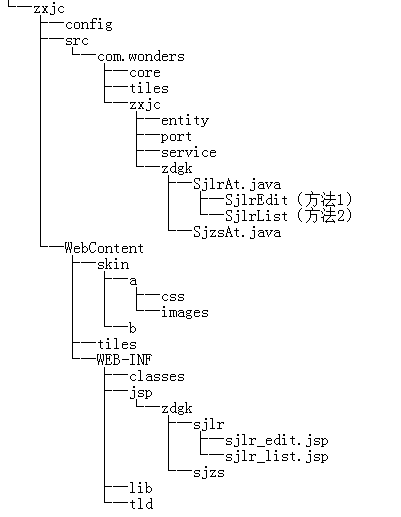 zxjc
config
src
com.wonders
core
tiles
zxjc
entity
port
service
zdgk
SjlrAt.java
SjlrEdit（方法1）
SjlrList（方法2）
SjzsAt.java
WebContent
skin
a
css
images
b
tiles
WEB-INF
classes
jsp
zdgk
sjlr
sjlr_edit.jsp
sjlr_list.jsp
sjzs
lib
tld